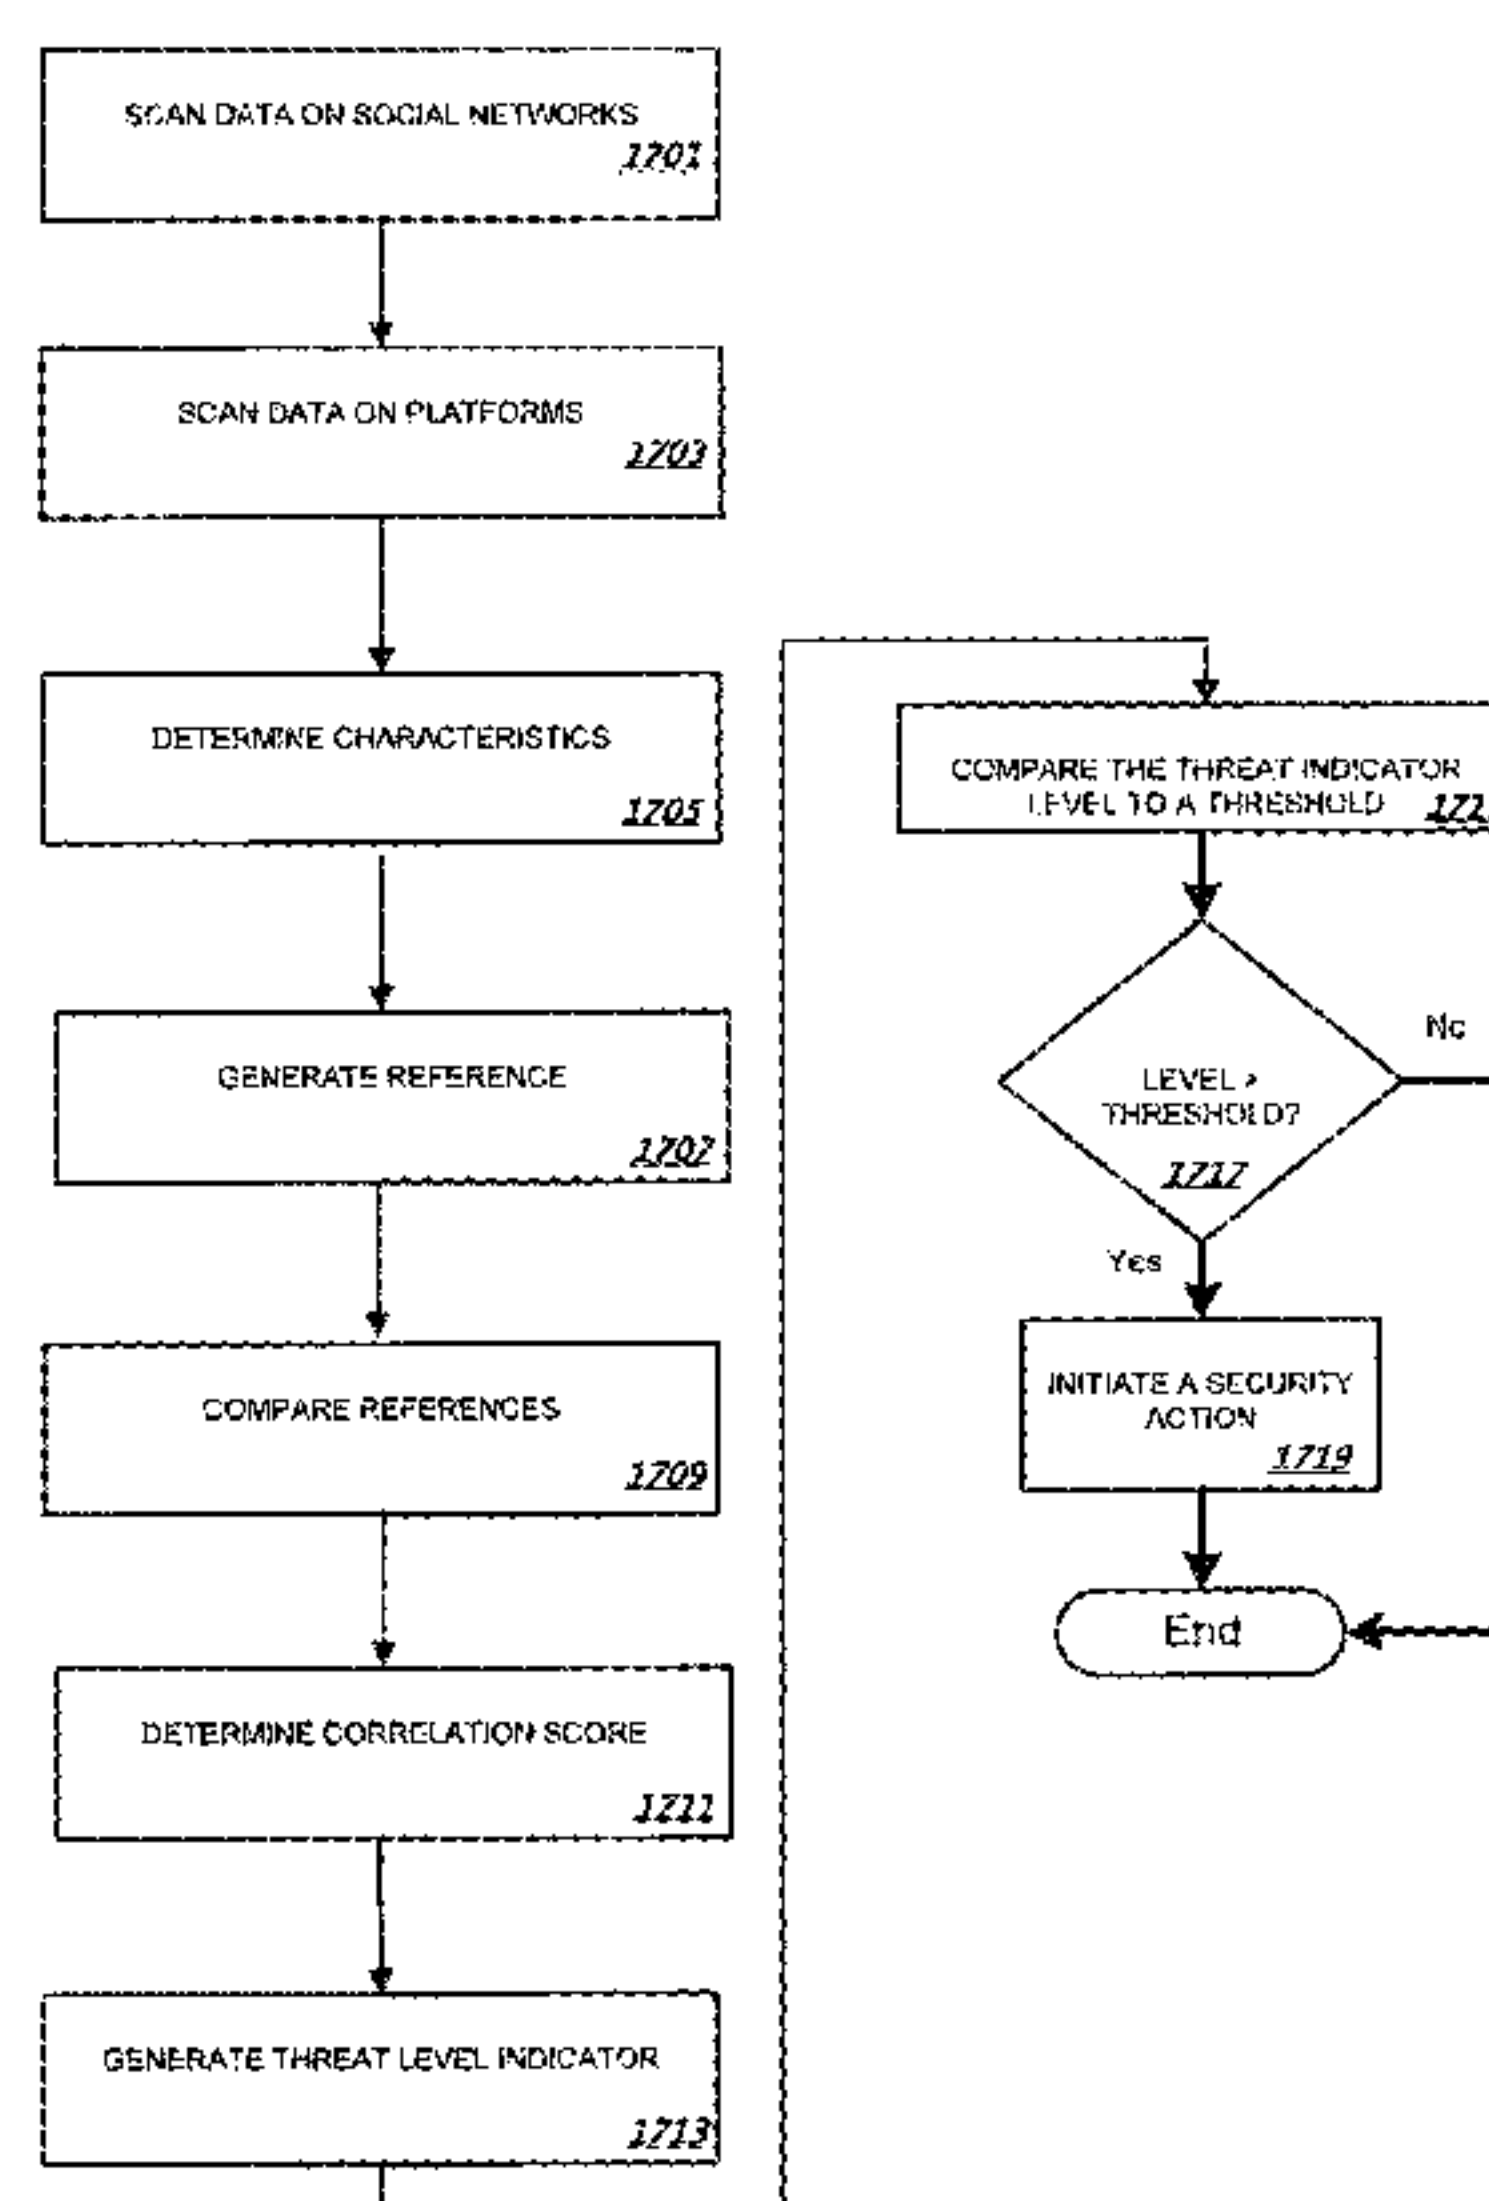 SCAN DATA ON SOCIAL NETWORKS
1701
SCAN DATA ON PLATFORMS
1703
DETERMINE CHARACTERISTICS
1705
GENERATE REFERENCE
1707
COMPARE REFERENCES
1709
DETERMINE CORRELATION SCORE
1711
GENERATE THREAT LEVEL INDICATOR
1713
COMPARE THE THREAT INDICATOR
LEVEL TO A THRESHOLD
LEVEL >
THRESHOLD?
1717
No
Yes
INITIATE A SECURITY
ACTION
1719
End